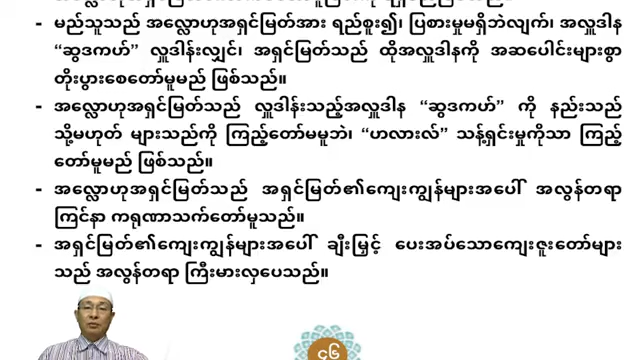 - မည်သူသည် အလ္လောဟုအရှင်မြတ်အား ရည်စူး၍၊ ပြစားမှုမရှိဘဲလျက်၊ အလှူဒါန
“ဆွဒကဟ်” လှူဒါန်းလျှင်၊ အရှင်မြတ်သည် ထိုအလှူဒါနကို အဆပေါင်းများစွာ
တိုးပွားစေတော်မူမည် ဖြစ်သည်။
- အလ္လောဟုအရှင်မြတ်သည် လှူဒါန်းသည့်အလှူဒါန “ဆွဒကဟ်” ကို နည်းသည်
သို့မဟုတ် များသည်ကို ကြည့်တော်မမူဘဲ၊ “ဟလားလ်” သန့်ရှင်းမှုကိုသာ ကြည့်
တော်မူမည် ဖြစ်သည်။
- အလ္လောဟုအရှင်မြတ်သည် အရှင်မြတ်၏ကျေးကျွန်များအပေါ် အလွန်တရာ
ကြင်နာ ကရုဏာသက်တော်မူသည်။
- အရှင်မြတ်၏ကျေးကျွန်များအပေါ် ချီးမြှင့် ပေးအပ်သောကျေးဇူးတော်များ
သည် အလွန်တရာ ကြီးမားလှပေသည်။
၄၆